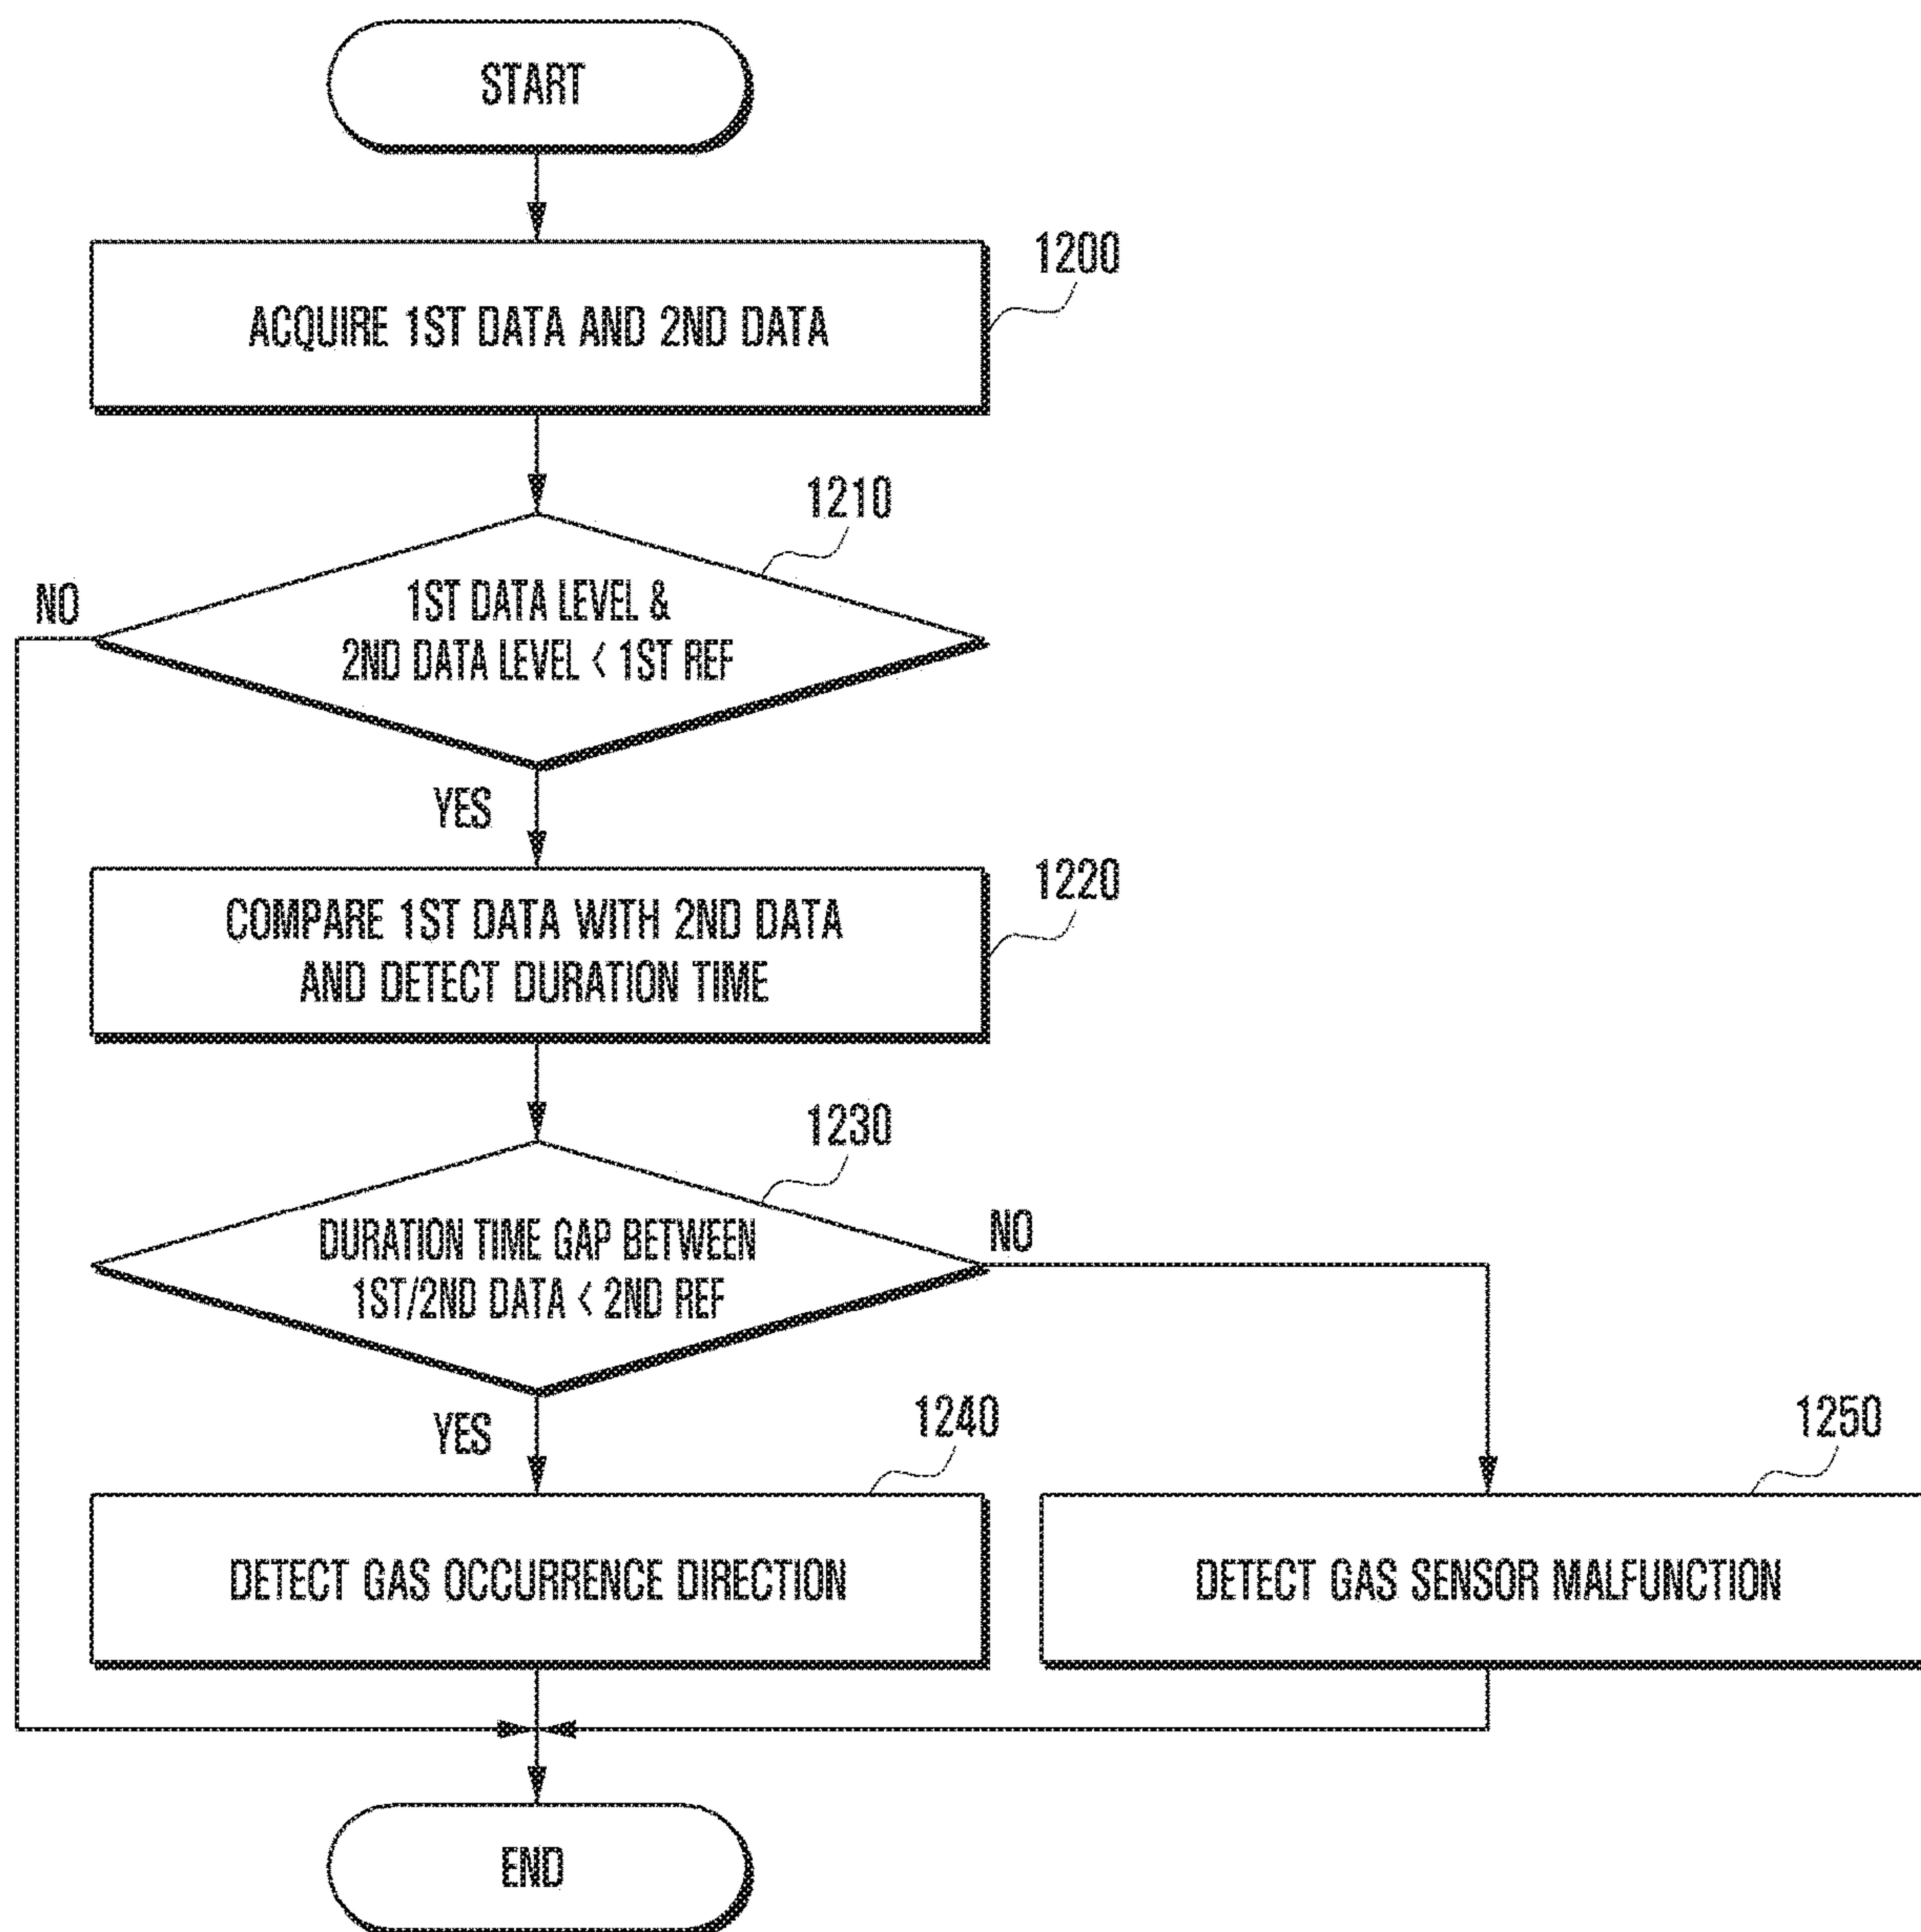 START
1200
ACQUIRE 1ST DATA AND 2ND DATA
1210
NO
1ST DATA LEVEL &
2ND DATA LEVEL < 1ST REF
YES
1220
COMPARE 1ST DATA WITH 2ND DATA
AND DETECT DURATION TIME
1230
DURATION TIME GAP BETWEEN
1ST/2ND DATA < 2ND REF
NO
YES
1240
1250
DETECT GAS OCCURRENCE DIRECTION
DETECT GAS SENSOR MALFUNCTION
END